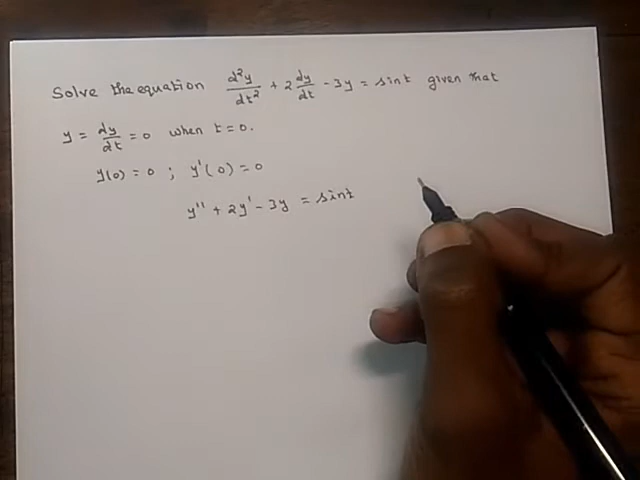 Solve the equation d²y/dt² + 2 dy/dt - 3y = sint given that
y = dy/dt = 0 when t = 0.
y(0) = 0 ; y'(0) = 0
y'' + 2y' - 3y = sint